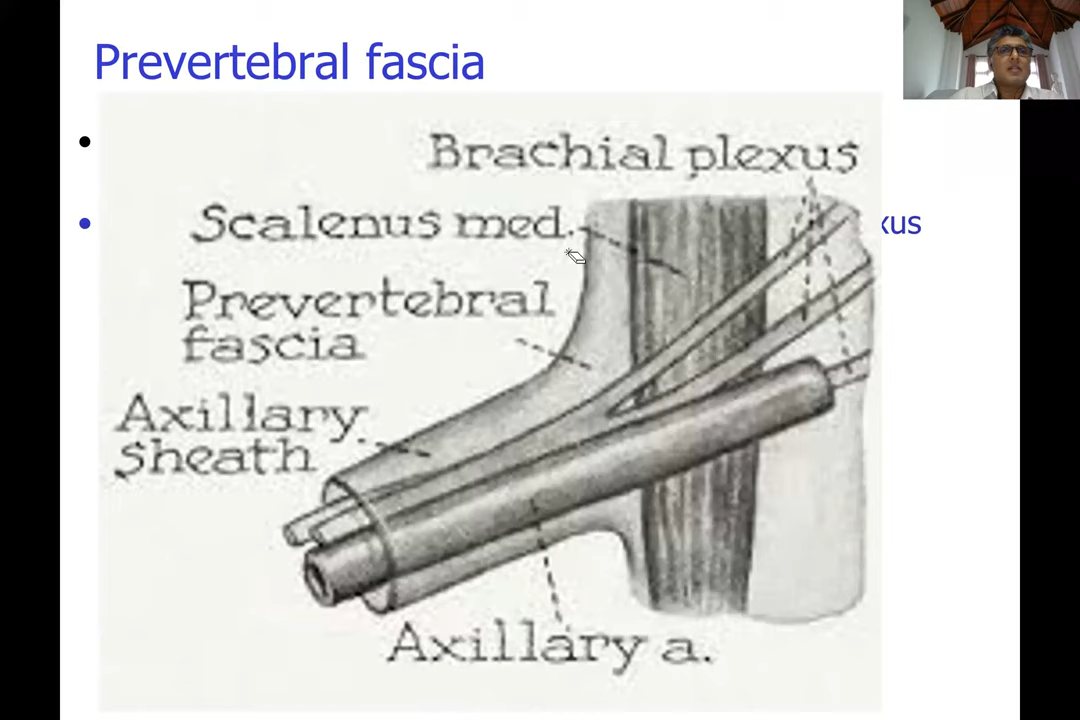 Prevertebral fascia
Brachial plexus
Scalenus med.
Prevertebral
fascia
Axillary
sheath
Axillary a.